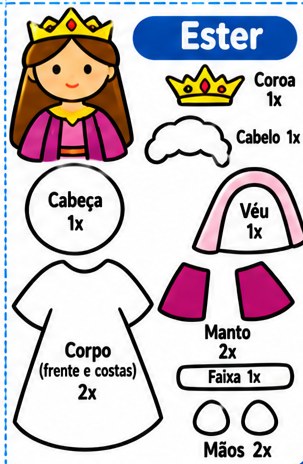 Ester
Coroa
1x
Cabelo 1x
Cabeça
1x
Véu
1x
Manto
2x
Corpo
(frente e costas)
2x
Faixa 1x
Mãos 2x